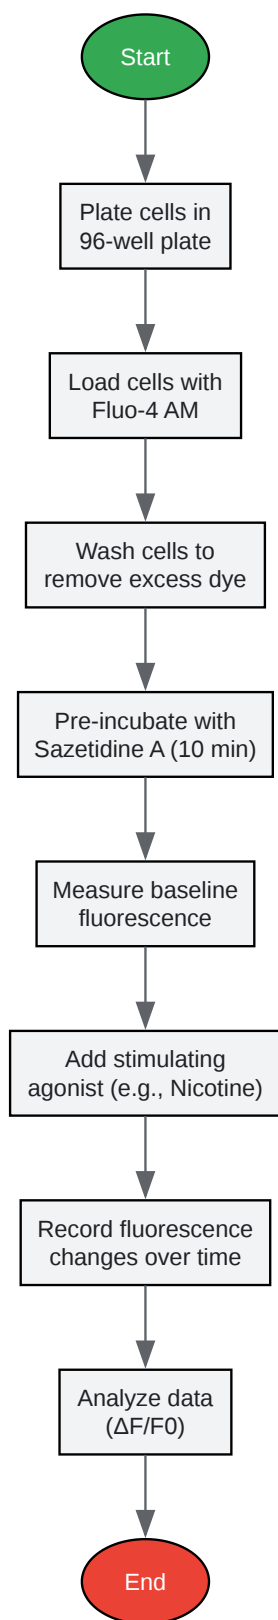 Start
Plate cells in
96-well plate
Load cells with
Fluo-4 AM
Wash cells to
remove excess dye
Pre-incubate with
Sazetidine A (10 min)
Measure baseline
fluorescence
Add stimulating
agonist (e.g., Nicotine)
Record fluorescence
changes over time
Analyze data
(ΔF/F0)
End